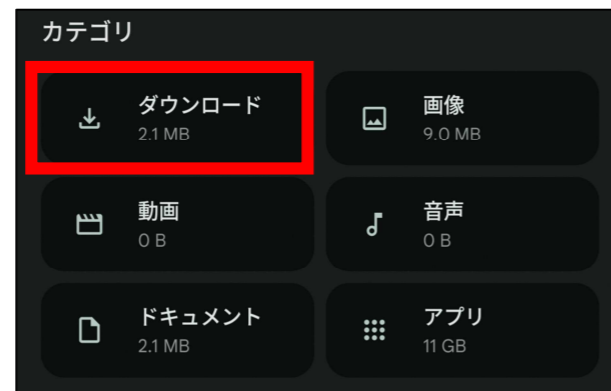 カテゴリ
ダウンロード
2.1 MB
画像
9.0 MB
動画
0 B
音声
0 B
ドキュメント
2.1 MB
アプリ
11 GB